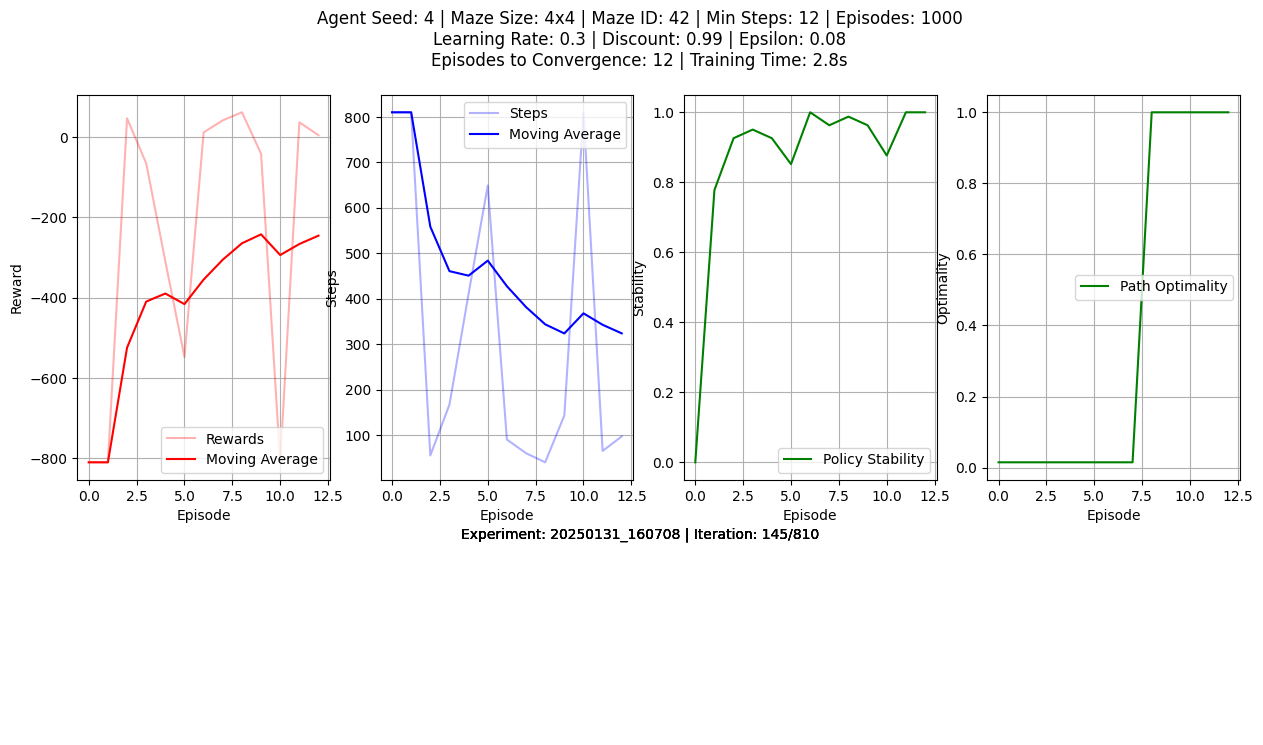 Agent Seed: 4 | Maze Size: 4x4 | Maze ID: 42 | Min Steps: 12 | Episodes: 1000
Learning Rate: 0.3 | Discount: 0.99 | Epsilon: 0.08
Episodes to Convergence: 12 | Training Time: 2.8s
Reward
0
−200
−400
−600
−800
Rewards
Moving Average
0.0 2.5 5.0 7.5 10.0 12.5
Episode
Steps
800
700
600
500
400
300
200
100
Steps
Moving Average
0.0 2.5 5.0 7.5 10.0 12.5
Episode
Stability
1.0
0.8
0.6
0.4
0.2
0.0
Policy Stability
0.0 2.5 5.0 7.5 10.0 12.5
Episode
Optimality
1.0
0.8
0.6
0.4
0.2
0.0
Path Optimality
0.0 2.5 5.0 7.5 10.0 12.5
Episode
Experiment: 20250131_160708 | Iteration: 145/810